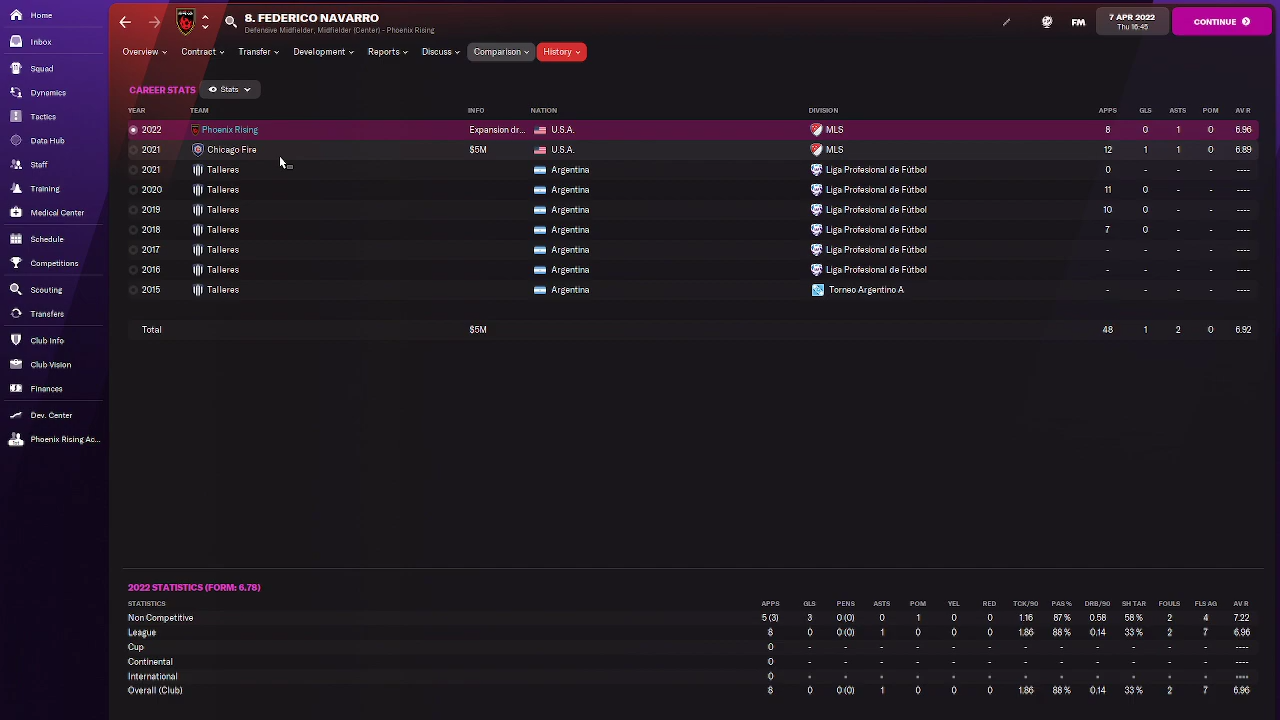 Home
8. FEDERICO NAVARRO
Defensive Midfielder, Midfielder (Center) - Phoenix Rising
FM
7 APR 2022
Thu 16:45
CONTINUE
Inbox
Squad
Dynamics
Tactics
Data Hub
Staff
Training
Medical Center
Schedule
Competitions
Scouting
Transfers
Club Info
Club Vision
Finances
Dev. Center
Phoenix Rising Ac...
Overview Contract Transfer Development Reports Discuss Comparison History
CAREER STATS Stats
YEAR TEAM INFO NATION DIVISION APPS GLS ASTS POM AV R
2022 Phoenix Rising Expansion dr... U.S.A. MLS 8 0 1 0 6.96
2021 Chicago Fire $5M U.S.A. MLS 12 1 1 0 6.89
2021 Talleres Argentina Liga Profesional de Fútbol 0 - - - ----
2020 Talleres Argentina Liga Profesional de Fútbol 11 0 - - ----
2019 Talleres Argentina Liga Profesional de Fútbol 10 0 - - ----
2018 Talleres Argentina Liga Profesional de Fútbol 7 0 - - ----
2017 Talleres Argentina Liga Profesional de Fútbol - - - - ----
2016 Talleres Argentina Liga Profesional de Fútbol - - - - ----
2015 Talleres Argentina Torneo Argentino A - - - - ----
Total $5M 48 1 2 0 6.92
2022 STATISTICS (FORM: 6.78)
STATISTICS APPS GLS PENS ASTS POM YEL RED TCK/90 PAS % DRB/90 SH TAR FOULS FLS AG AV R
Non Competitive 5 (3) 3 0 (0) 0 1 0 0 1.16 87 % 0.58 58 % 2 4 7.22
League 8 0 0 (0) 1 0 0 0 1.86 88 % 0.14 33 % 2 7 6.96
Cup 0 - - - - - - - - - - - - ----
Continental 0 - - - - - - - - - - - - ----
International 0 - - - - - - - - - - - - ----
Overall (Club) 8 0 0 (0) 1 0 0 0 1.86 88 % 0.14 33 % 2 7 6.96